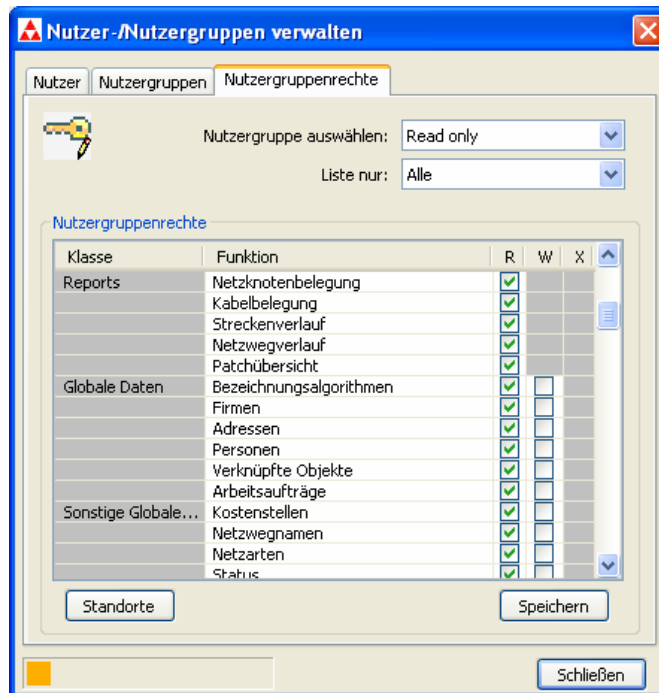 Nutzer-/Nutzergruppen verwalten
Nutzer Nutzergruppen Nutzergruppenrechte
Nutzergruppe auswählen: Read only
Liste nur: Alle
Nutzergruppenrechte
Klasse Funktion R W X
Reports Netzknotenbelegung
Kabelbelegung
Streckenverlauf
Netzwegverlauf
Patchübersicht
Globale Daten Bezeichnungsalgorithmen
Firmen
Adressen
Personen
Verknüpfte Objekte
Arbeitsaufträge
Sonstige Globale... Kostenstellen
Netzwegnamen
Netzarten
Status
Standorte Speichern
Schließen